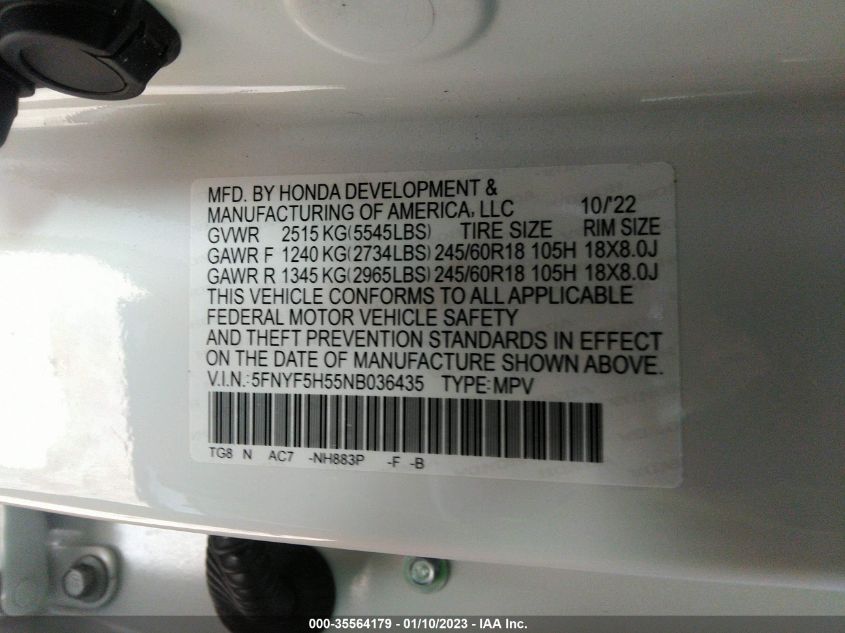 MFD. BY HONDA DEVELOPMENT &
MANUFACTURING OF AMERICA, LLC 10/'22
GVWR 2515 KG(5545LBS) TIRE SIZE RIM SIZE
GAWR F 1240 KG(2734LBS) 245/60R18 105H 18X8.0J
GAWR R 1345 KG(2965LBS) 245/60R18 105H 18X8.0J
THIS VEHICLE CONFORMS TO ALL APPLICABLE
FEDERAL MOTOR VEHICLE SAFETY
AND THEFT PREVENTION STANDARDS IN EFFECT
ON THE DATE OF MANUFACTURE SHOWN ABOVE.
V.I.N.:5FNYF5H55NB036435 TYPE:MPV
TG8 N AC7 -NH883P -F -B
000-35564179 - 01/10/2023 - IAA Inc.